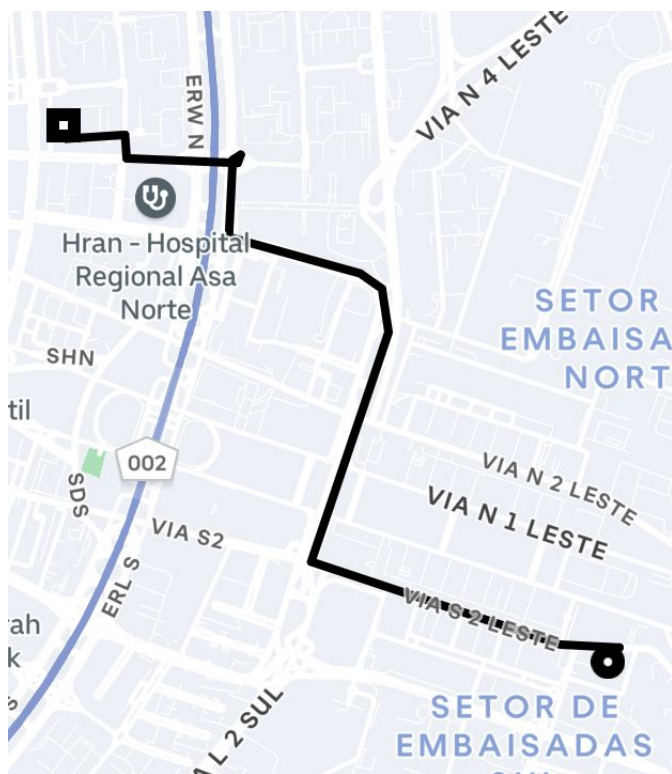 ERW N
VIA N 4 LESTE
Hran - Hospital
Regional Asa
Norte
SETOR
EMBAISA
NORT
SHN
til
002
SDS
VIA N 2 LESTE
VIA N 1 LESTE
VIA S2
ERL S
VIA S 2 LESTE
rah
k
S
A L 2 SUL
SETOR DE
EMBAISADAS